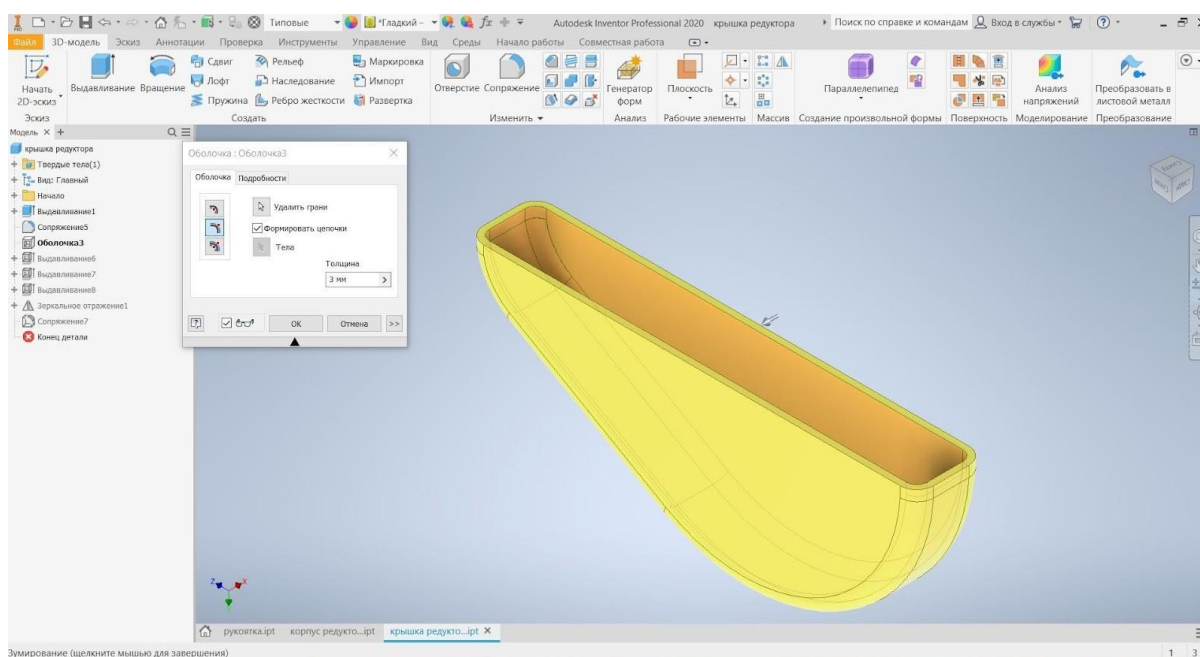 Типовые
*Гладкий -
fx
Autodesk Inventor Professional 2020 крышка редуктора
Поиск по справке и командам
Вход в службы
Файл 3D-модель Эскиз Аннотации Проверка Инструменты Управление Вид Среды Начало работы Совместная работа
Начать 2D-эскиз
Выдавливание
Вращение
Сдвиг
Лофт
Пружина
Рельеф
Наследование
Ребро жесткости
Маркировка
Импорт
Развертка
Отверстие
Сопряжение
Генератор форм
Плоскость
Параллелепипед
Анализ напряжений
Преобразовать в листовой металл
Эскиз Создать Изменить Анализ Рабочие элементы Массив Создание произвольной формы Поверхность Моделирование Преобразование
Модель × +
крышка редуктора
Твердые тела(1)
Вид: Главный
Начало
Выдавливание1
Сопряжение5
Оболочка3
Выдавливание6
Выдавливание7
Выдавливание8
Зеркальное отражение1
Сопряжение7
Конец детали
Оболочка : Оболочка3
Оболочка Подробности
Удалить грани
Формировать цепочки
Тела
Толщина
3 мм
ОК Отмена >>
Z X
рукоятка.ipt корпус редукто...ipt крышка редукто...ipt ×
Зумирование (щелкните мышью для завершения)
1 3